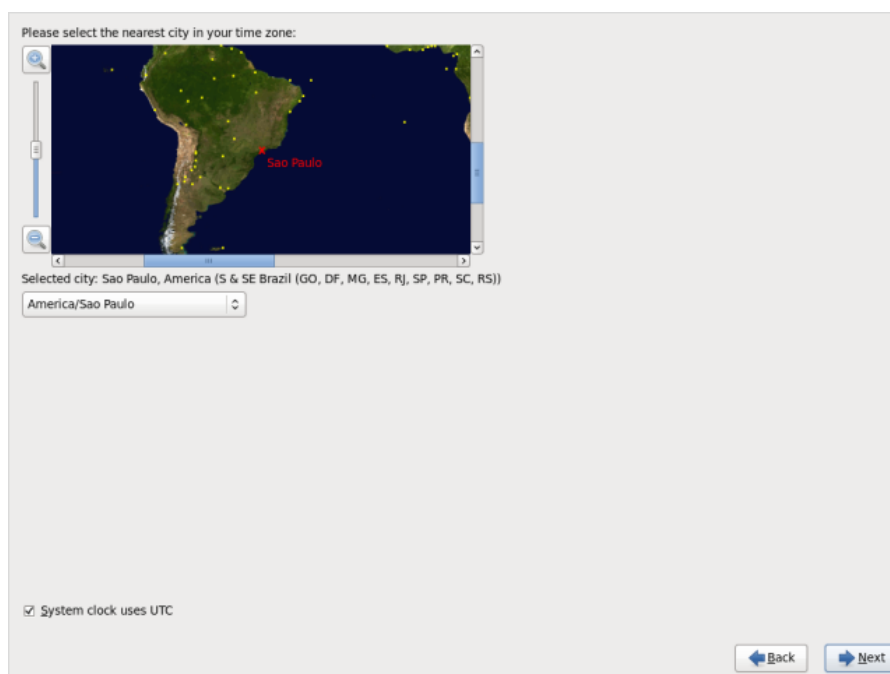 Please select the nearest city in your time zone:
Sao Paulo
Selected city: Sao Paulo, America (S & SE Brazil (GO, DF, MG, ES, RJ, SP, PR, SC, RS))
America/Sao Paulo
System clock uses UTC
Back Next